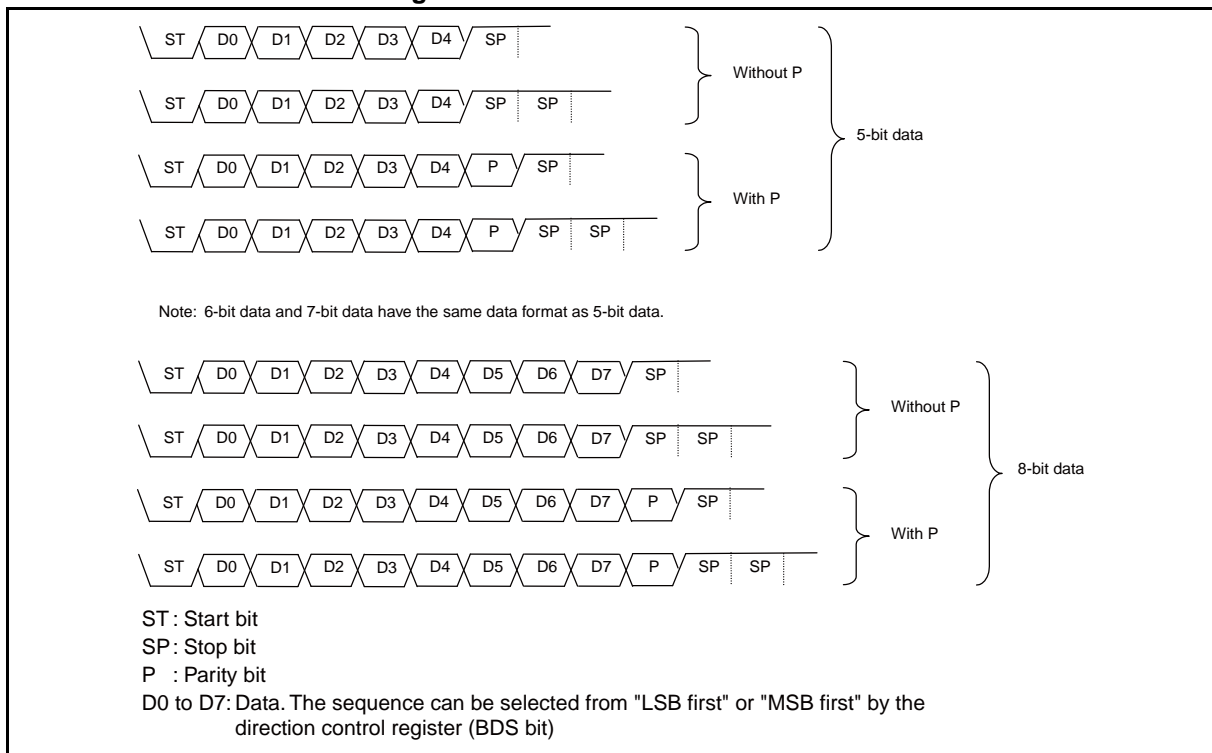 ST D0 D1 D2 D3 D4 SP
Without P
ST D0 D1 D2 D3 D4 SP SP
5-bit data
ST D0 D1 D2 D3 D4 P SP
With P
ST D0 D1 D2 D3 D4 P SP SP
Note: 6-bit data and 7-bit data have the same data format as 5-bit data.
ST D0 D1 D2 D3 D4 D5 D6 D7 SP
Without P
ST D0 D1 D2 D3 D4 D5 D6 D7 SP SP
8-bit data
ST D0 D1 D2 D3 D4 D5 D6 D7 P SP
With P
ST D0 D1 D2 D3 D4 D5 D6 D7 P SP SP
ST : Start bit
SP : Stop bit
P : Parity bit
D0 to D7: Data. The sequence can be selected from "LSB first" or "MSB first" by the
direction control register (BDS bit)